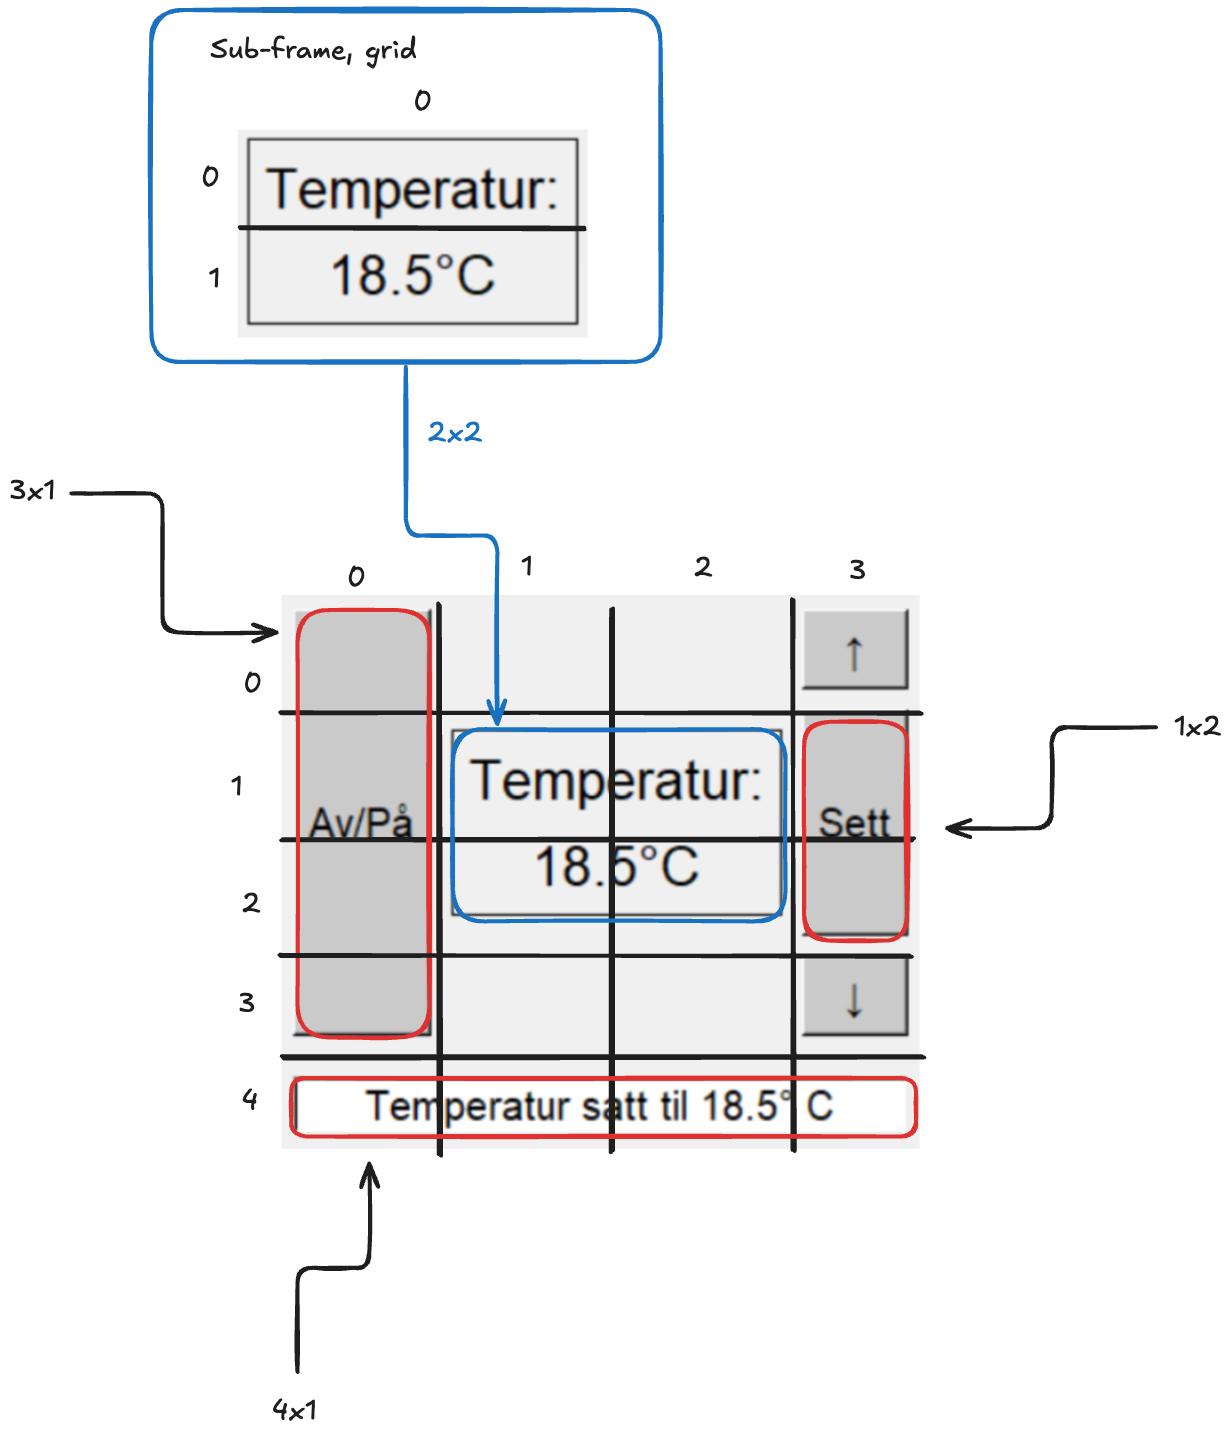 Sub-frame, grid
0
0
Temperatur:
1
18.5°C
2x2
3x1
0
1
2
3
↑
0
1x2
1
Temperatur:
Av/På
Sett
18.5°C
2
3
↓
4
Temperatur satt til 18.5° C
4x1